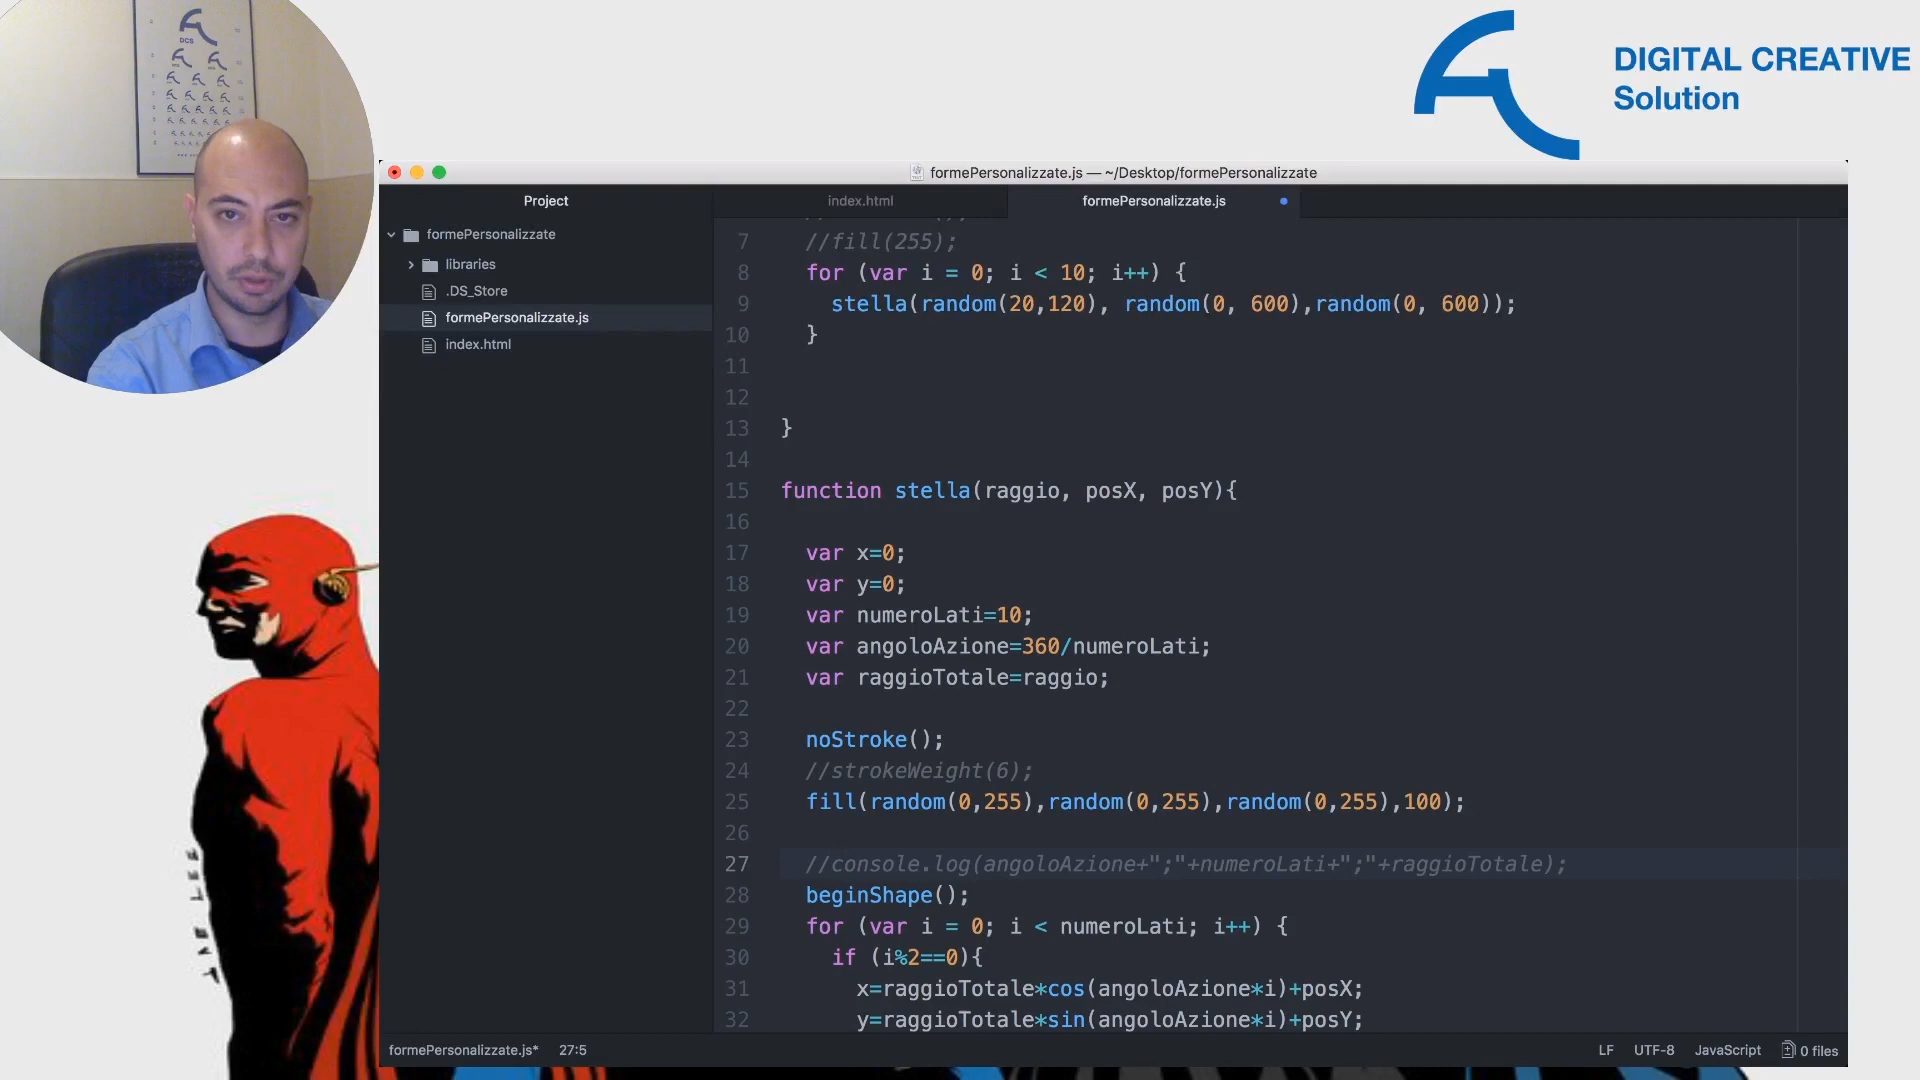 DCS
DIGITAL CREATIVE
Solution
formePersonalizzate.js — ~/Desktop/formePersonalizzate
Project
index.html
formePersonalizzate.js
formePersonalizzate
libraries
.DS_Store
formePersonalizzate.js
index.html
7 //fill(255);
8 for (var i = 0; i < 10; i++) {
9 stella(random(20,120), random(0, 600),random(0, 600));
10 }
11
12
13 }
14
15 function stella(raggio, posX, posY){
16
17 var x=0;
18 var y=0;
19 var numeroLati=10;
20 var angoloAzione=360/numeroLati;
21 var raggioTotale=raggio;
22
23 noStroke();
24 //strokeWeight(6);
25 fill(random(0,255),random(0,255),random(0,255),100);
26
27 //console.log(angoloAzione+";"+numeroLati+";"+raggioTotale);
28 beginShape();
29 for (var i = 0; i < numeroLati; i++) {
30 if (i%2==0){
31 x=raggioTotale*cos(angoloAzione*i)+posX;
32 y=raggioTotale*sin(angoloAzione*i)+posY;
formePersonalizzate.js* 27:5
LF UTF-8 JavaScript 0 files